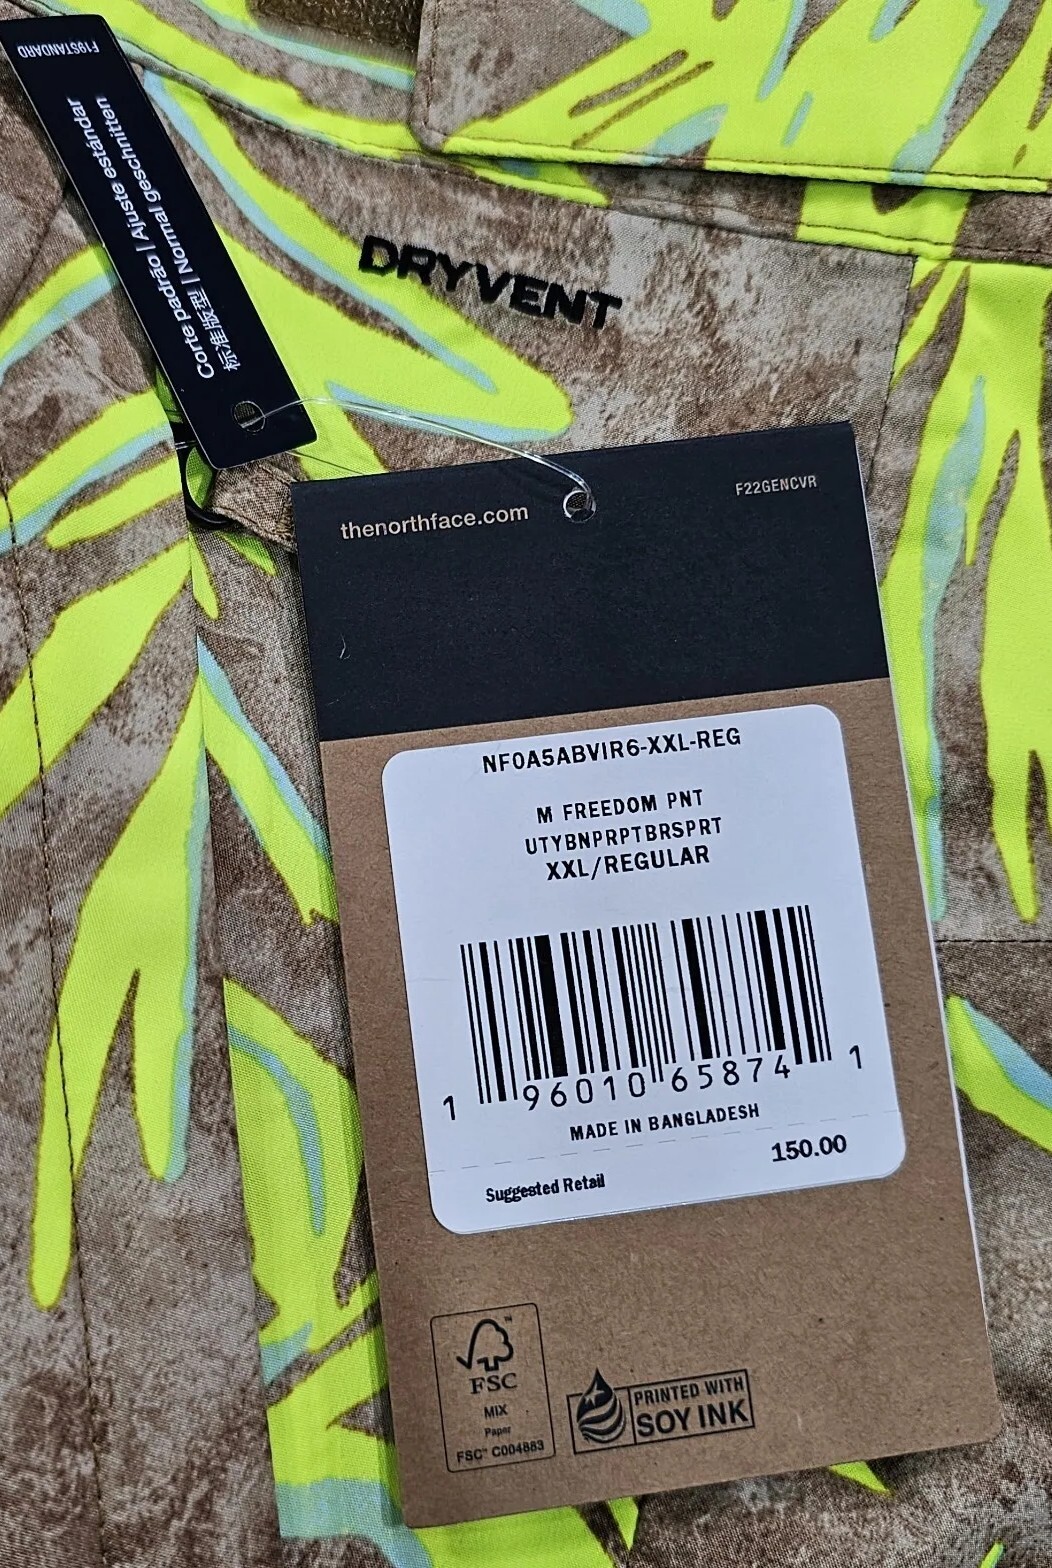 F19STANDARD
Corte padrão | Ajuste estándar
标准版型 | Normal geschnitten
DRYVENT
thenorthface.com
F22GENCVR
NF0A5ABVIR6-XXL-REG
M FREEDOM PNT
UTYBNPRPTBRSPRT
XXL/REGULAR
1 96010 65874 1
MADE IN BANGLADESH
150.00
Suggested Retail
FSC
MIX
Paper
FSC™ C004883
PRINTED WITH
SOY INK